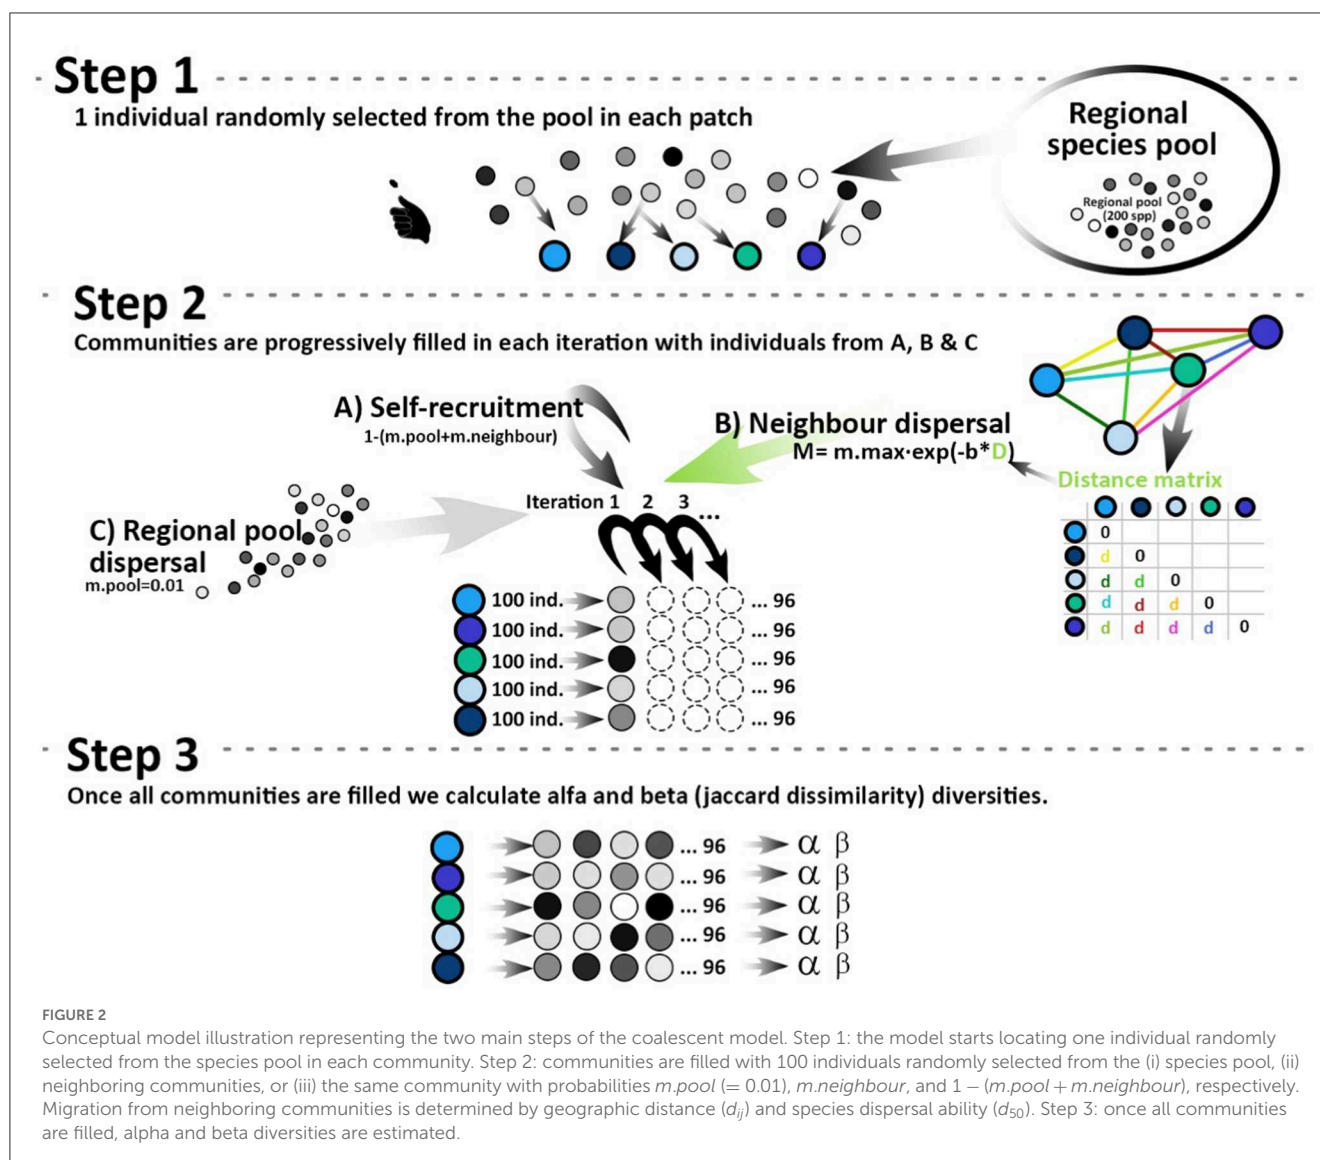 Step 1
1 individual randomly selected from the pool in each patch
Regional
species pool
Regional pool
(200 spp)
Step 2
Communities are progressively filled in each iteration with individuals from A, B & C
A) Self-recruitment
1-(m.pool+m.neighbour)
B) Neighbour dispersal
M= m.max·exp(-b*D)
Distance matrix
0
d 0
d d 0
d d d 0
d d d d 0
C) Regional pool
dispersal
m.pool=0.01
Iteration 1 2 3 ...
100 ind. ... 96
100 ind. ... 96
100 ind. ... 96
100 ind. ... 96
100 ind. ... 96
Step 3
Once all communities are filled we calculate alfa and beta (jaccard dissimilarity) diversities.
... 96 α β
... 96 α β
... 96 α β
... 96 α β
... 96 α β
FIGURE 2
Conceptual model illustration representing the two main steps of the coalescent model. Step 1: the model starts locating one individual randomly
selected from the species pool in each community. Step 2: communities are filled with 100 individuals randomly selected from the (i) species pool, (ii)
neighboring communities, or (iii) the same community with probabilities m.pool (= 0.01), m.neighbour, and 1 − (m.pool + m.neighbour), respectively.
Migration from neighboring communities is determined by geographic distance (dij) and species dispersal ability (d50). Step 3: once all communities
are filled, alpha and beta diversities are estimated.